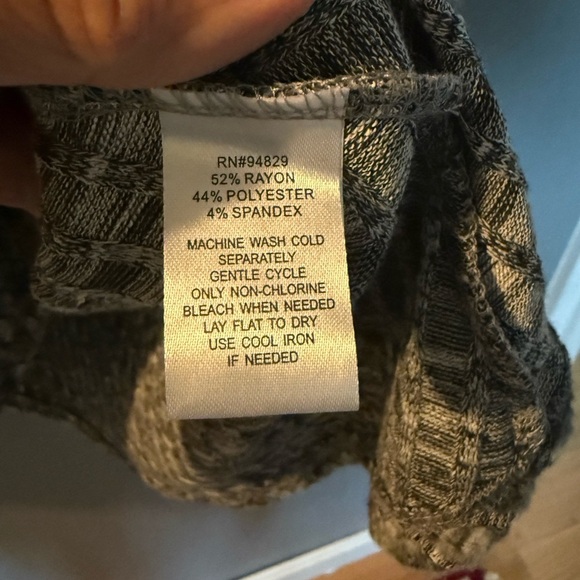 RN#94829
52% RAYON
44% POLYESTER
4% SPANDEX
MACHINE WASH COLD
SEPARATELY
GENTLE CYCLE
ONLY NON-CHLORINE
BLEACH WHEN NEEDED
LAY FLAT TO DRY
USE COOL IRON
IF NEEDED